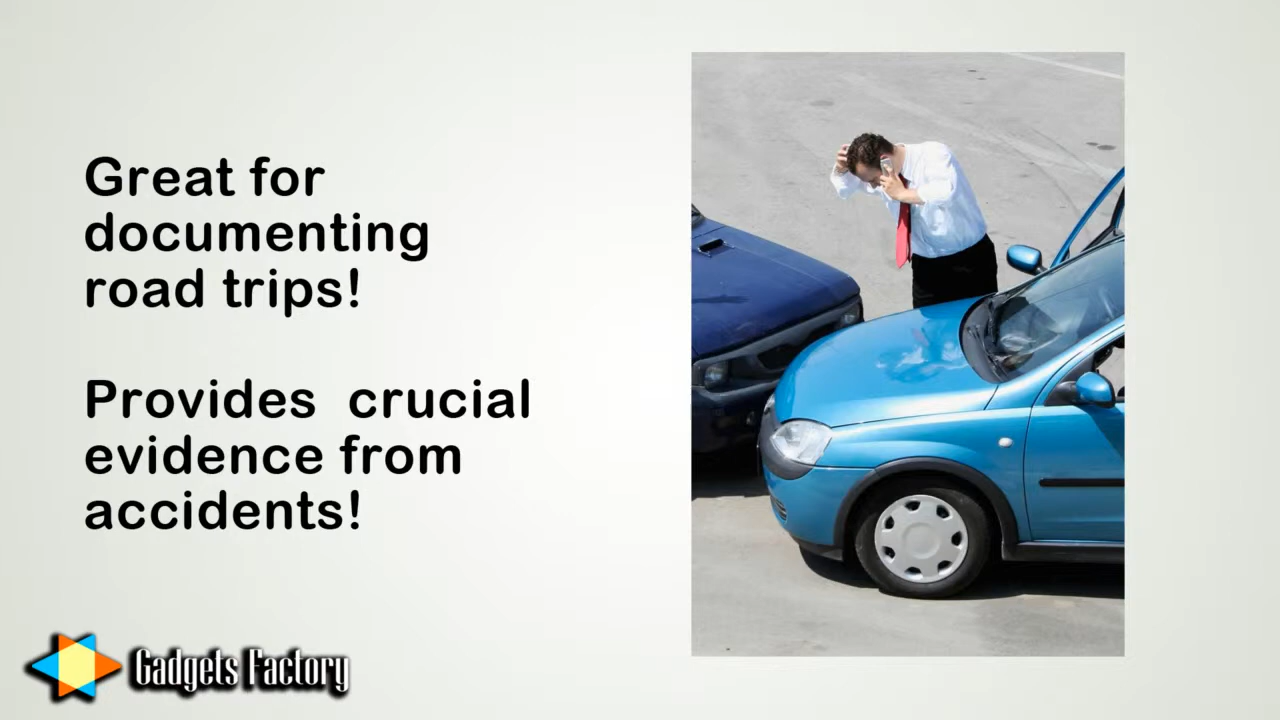 Great for
documenting
road trips!
Provides  crucial
evidence from
accidents!
Gadgets Factory